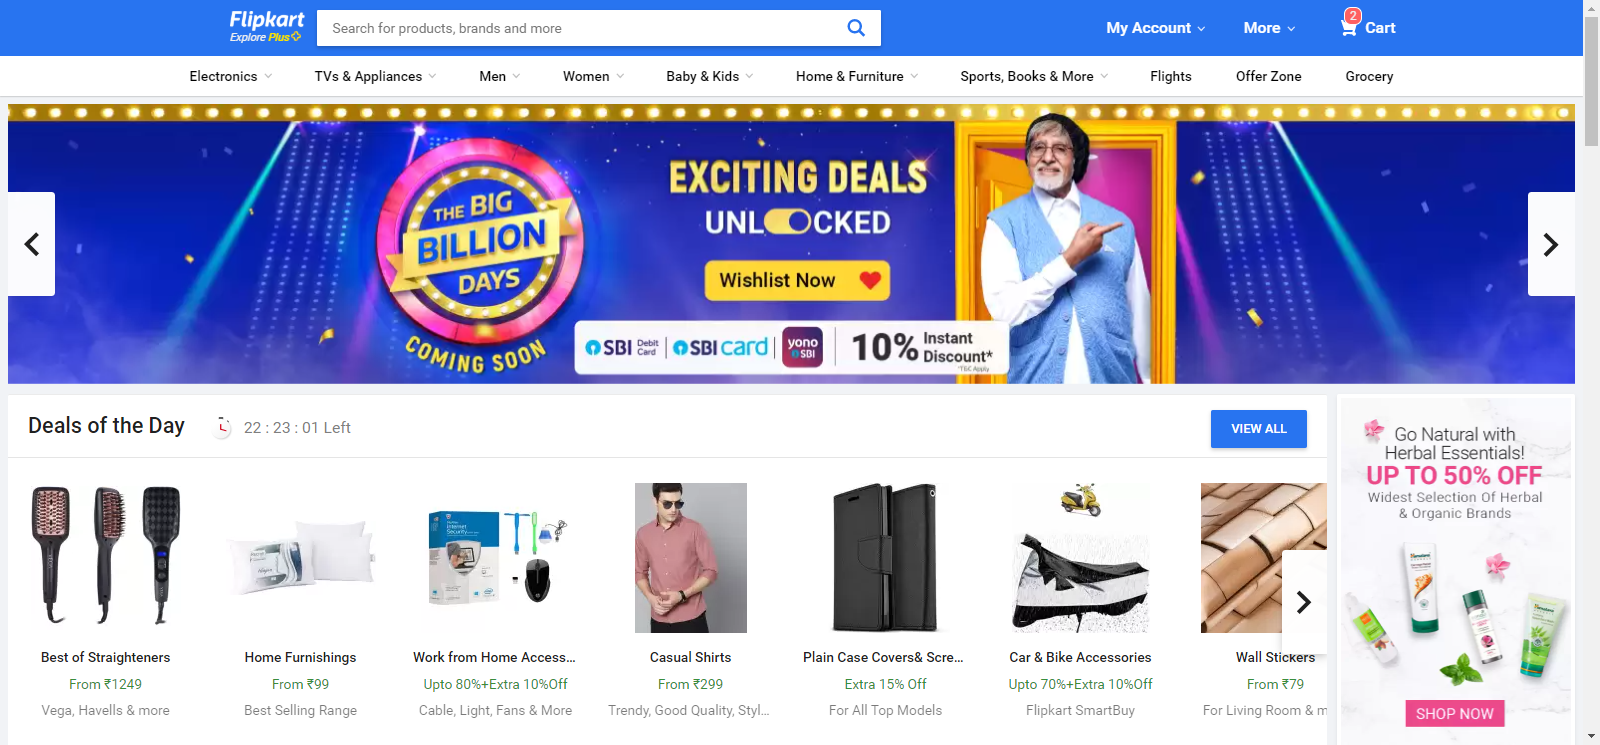 Flipkart
Explore Plus
Search for products, brands and more
My Account
More
2
Cart
Electronics
TVs & Appliances
Men
Women
Baby & Kids
Home & Furniture
Sports, Books & More
Flights
Offer Zone
Grocery
THE BIG
BILLION
DAYS
COMING SOON
EXCITING DEALS
UNLOCKED
Wishlist Now
SBI Debit Card
SBI card
yono
SBI
10% Instant Discount*
*T&C Apply
Deals of the Day
22 : 23 : 01 Left
VIEW ALL
Best of Straighteners
From ₹1249
Vega, Havells & more
Home Furnishings
From ₹99
Best Selling Range
Internet
Security
Work from Home Access...
Upto 80%+Extra 10%Off
Cable, Light, Fans & More
Casual Shirts
From ₹299
Trendy, Good Quality, Styl...
Plain Case Covers& Scre...
Extra 15% Off
For All Top Models
Car & Bike Accessories
Upto 70%+Extra 10%Off
Flipkart SmartBuy
Wall Stickers
From ₹79
For Living Room & m
Go Natural with
Herbal Essentials!
UP TO 50% OFF
Widest Selection Of Herbal
& Organic Brands
SHOP NOW